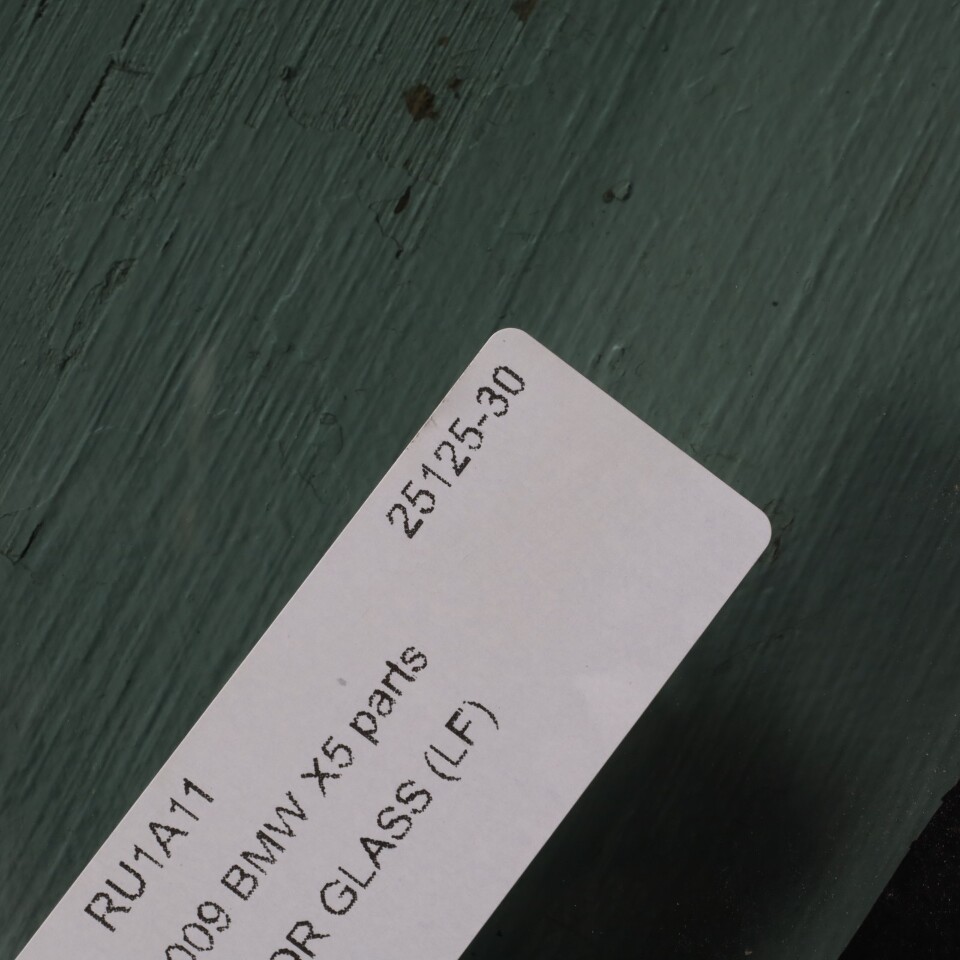 RU1A11 25125-30
009 BMW X5 parts
OR GLASS (LF)